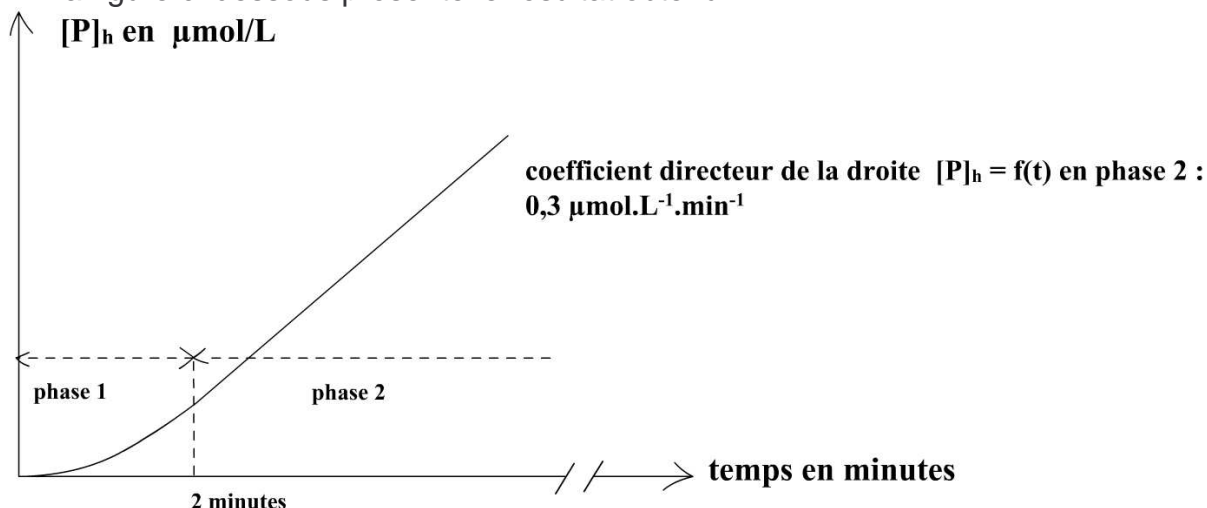 [P]h en µmol/L
coefficient directeur de la droite [P]h = f(t) en phase 2 :
0,3 µmol.L-1.min-1
phase 1
phase 2
temps en minutes
2 minutes